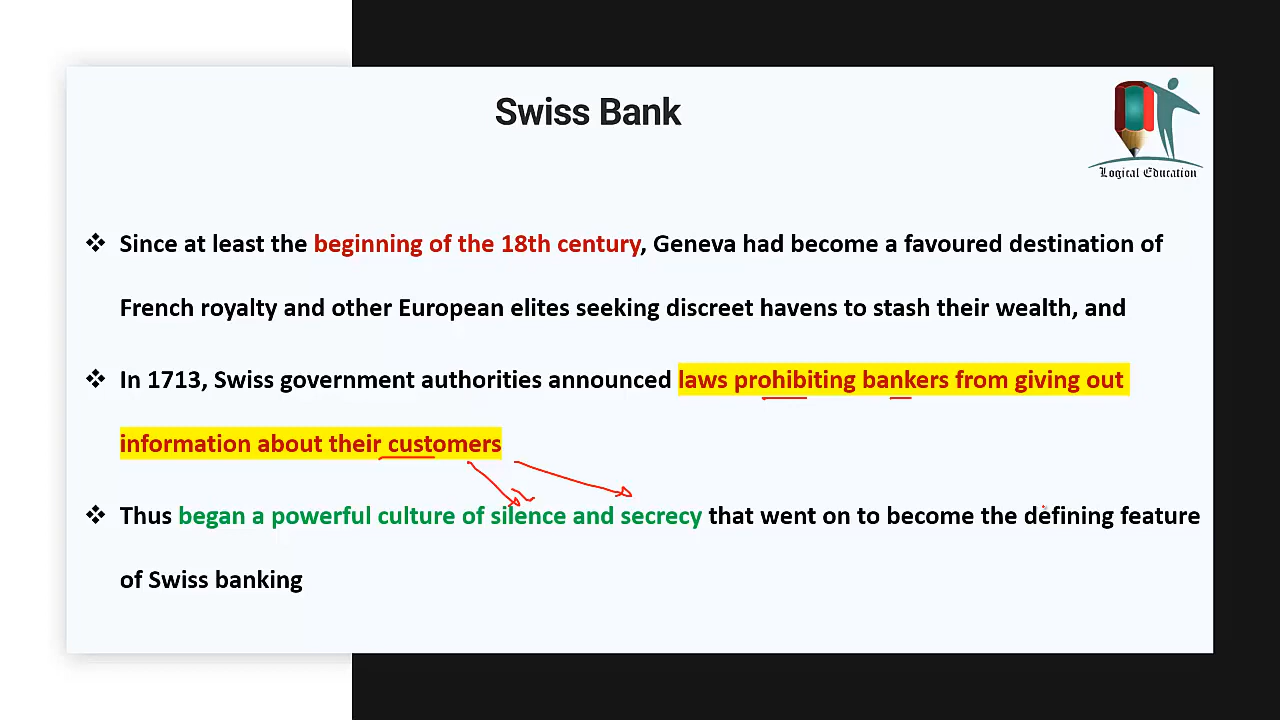 Swiss Bank
Logical Education
❖ Since at least the beginning of the 18th century, Geneva had become a favoured destination of
French royalty and other European elites seeking discreet havens to stash their wealth, and
❖ In 1713, Swiss government authorities announced laws prohibiting bankers from giving out
information about their customers
❖ Thus began a powerful culture of silence and secrecy that went on to become the defining feature
of Swiss banking